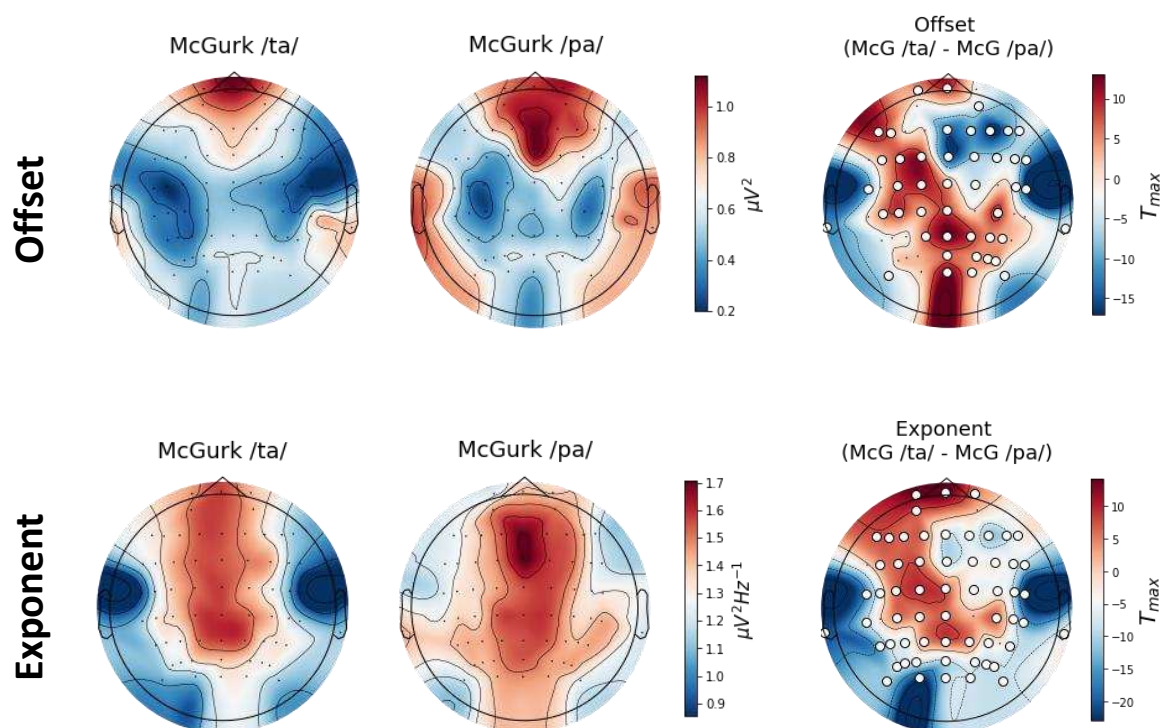 Offset
McGurk /ta/
McGurk /pa/
1.0
0.8
0.6
0.4
0.2
μV²
Offset
(McG /ta/ - McG /pa/)
10
5
0
−5
−10
−15
Tmax
Exponent
McGurk /ta/
McGurk /pa/
1.7
1.6
1.5
1.4
1.3
1.2
1.1
1.0
0.9
μV²Hz⁻¹
Exponent
(McG /ta/ - McG /pa/)
10
5
0
−5
−10
−15
−20
Tmax